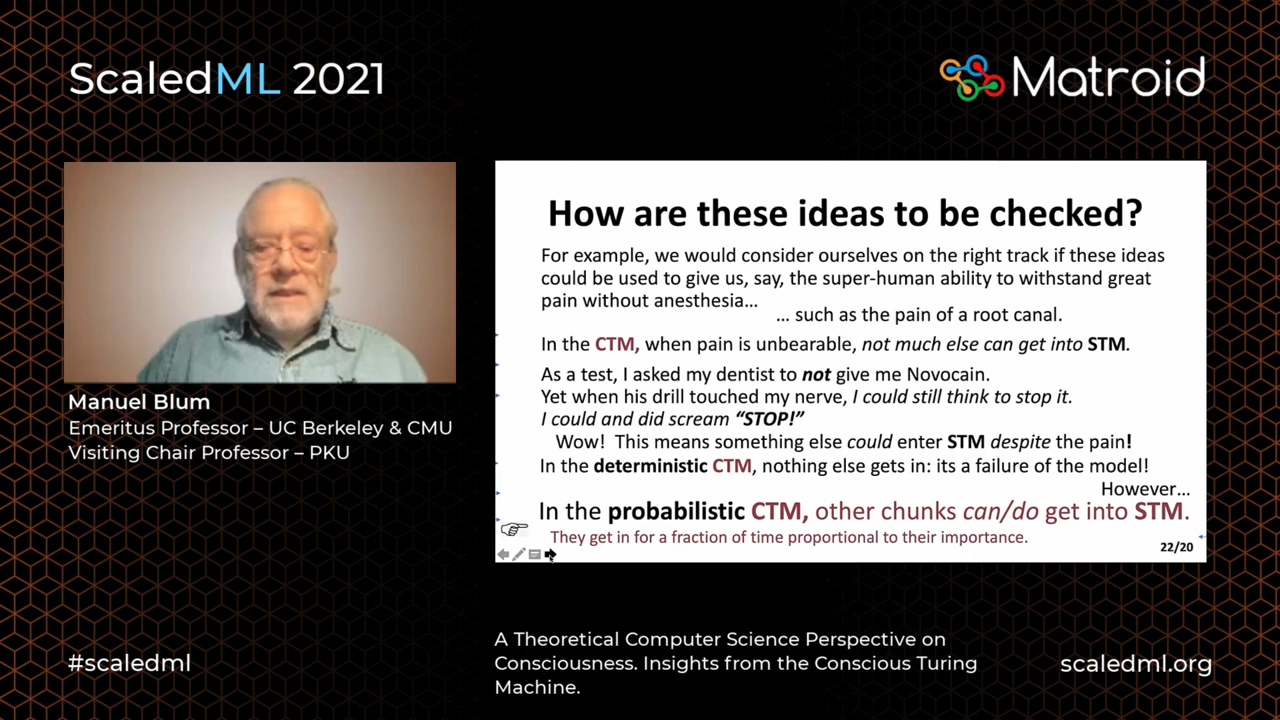 ScaledML 2021
Matroid
Manuel Blum
Emeritus Professor – UC Berkeley & CMU
Visiting Chair Professor – PKU
How are these ideas to be checked?
For example, we would consider ourselves on the right track if these ideas
could be used to give us, say, the super-human ability to withstand great
pain without anesthesia…
… such as the pain of a root canal.
In the CTM, when pain is unbearable, not much else can get into STM.
As a test, I asked my dentist to not give me Novocain.
Yet when his drill touched my nerve, I could still think to stop it.
I could and did scream “STOP!”
Wow! This means something else could enter STM despite the pain!
In the deterministic CTM, nothing else gets in: its a failure of the model!
However…
In the probabilistic CTM, other chunks can/do get into STM.
They get in for a fraction of time proportional to their importance.
22/20
#scaledml
A Theoretical Computer Science Perspective on
Consciousness. Insights from the Conscious Turing
Machine.
scaledml.org